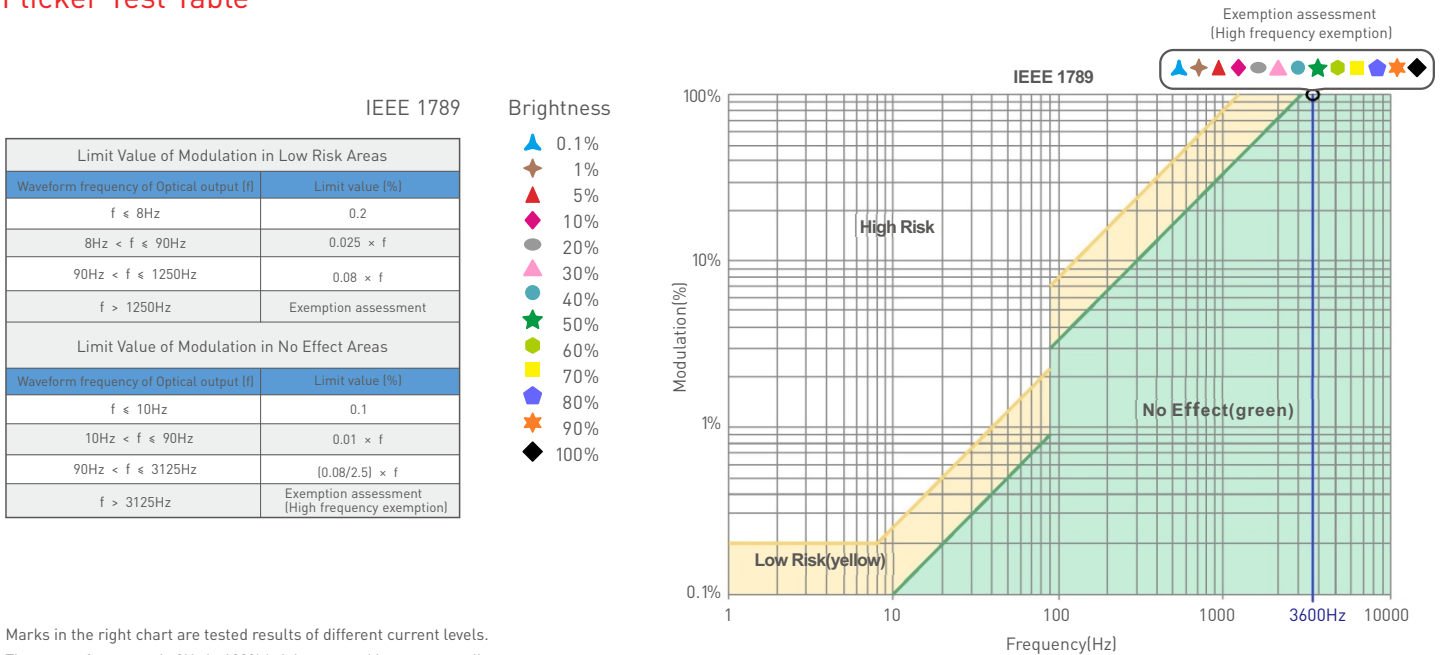 Flicker Test Table
IEEE 1789
Limit Value of Modulation in Low Risk Areas
Waveform frequency of Optical output (f) Limit value (%)
f ≤ 8Hz 0.2
8Hz < f ≤ 90Hz 0.025 × f
90Hz < f ≤ 1250Hz 0.08 × f
f > 1250Hz Exemption assessment
Limit Value of Modulation in No Effect Areas
Waveform frequency of Optical output (f) Limit value (%)
f ≤ 10Hz 0.1
10Hz < f ≤ 90Hz 0.01 × f
90Hz < f ≤ 3125Hz (0.08/2.5) × f
f > 3125Hz Exemption assessment
(High frequency exemption)
Brightness
0.1%
1%
5%
10%
20%
30%
40%
50%
60%
70%
80%
90%
100%
Exemption assessment
(High frequency exemption)
IEEE 1789
100%
10%
1%
0.1%
Modulation(%)
High Risk
No Effect(green)
Low Risk(yellow)
1 10 100 1000 3600Hz 10000
Frequency(Hz)
Marks in the right chart are tested results of different current levels.